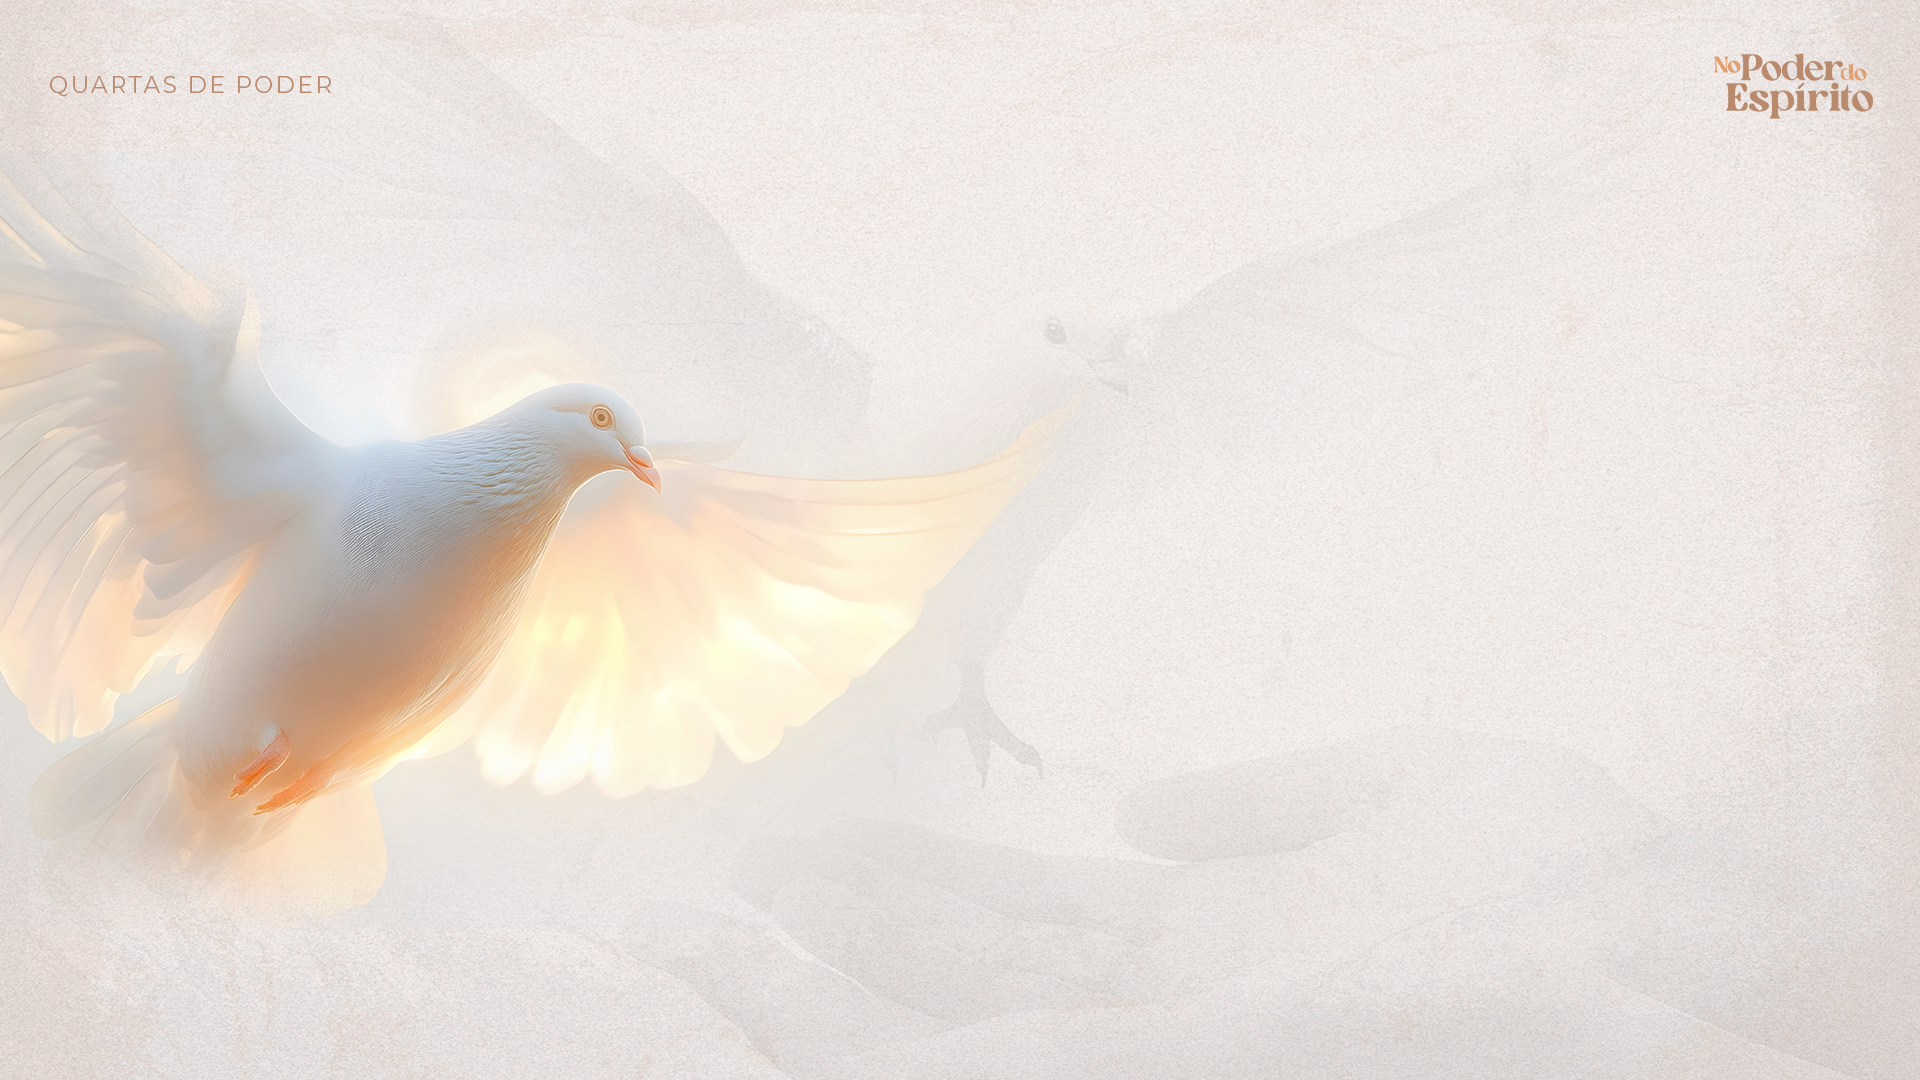 QUARTAS DE PODER
No Poder do
Espírito